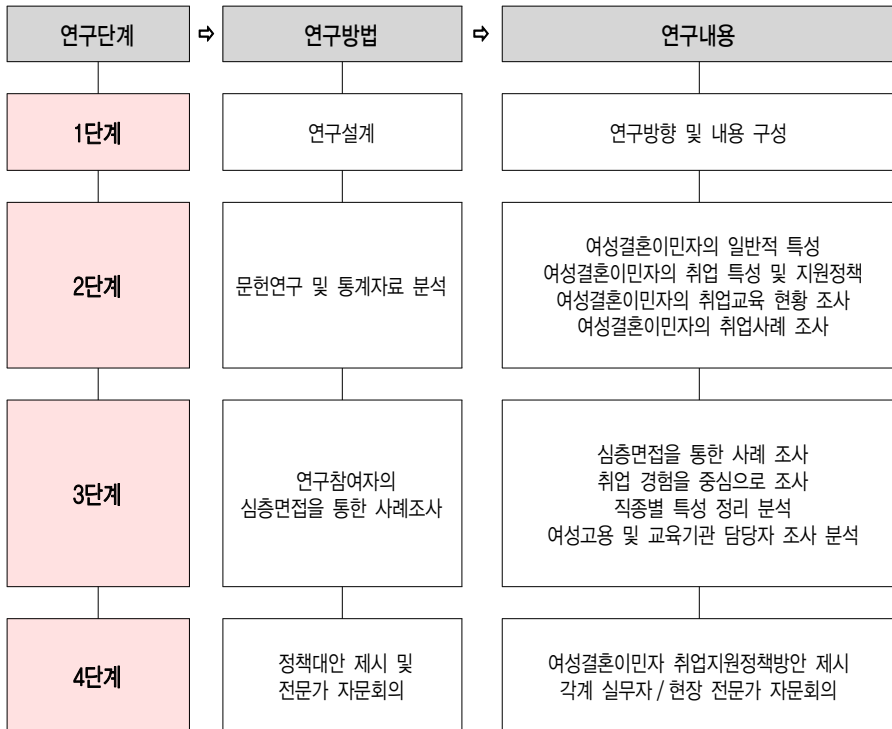 연구단계 ⇨ 연구방법 ⇨ 연구내용
1단계
연구설계
연구방향 및 내용 구성
2단계
문헌연구 및 통계자료 분석
여성결혼이민자의 일반적 특성
여성결혼이민자의 취업 특성 및 지원정책
여성결혼이민자의 취업교육 현황 조사
여성결혼이민자의 취업사례 조사
3단계
연구참여자의
심층면접을 통한 사례조사
심층면접을 통한 사례 조사
취업 경험을 중심으로 조사
직종별 특성 정리 분석
여성고용 및 교육기관 담당자 조사 분석
4단계
정책대안 제시 및
전문가 자문회의
여성결혼이민자 취업지원정책방안 제시
각계 실무자 / 현장 전문가 자문회의